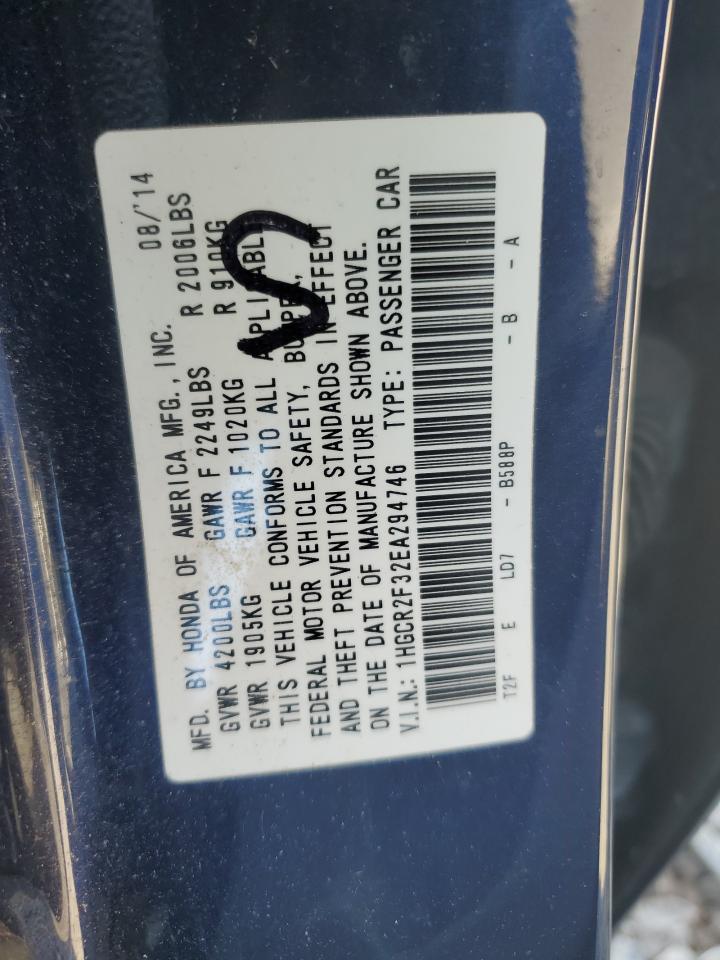 MFD. BY HONDA OF AMERICA MFG., INC. 08/'14
GVWR 4200LBS GAWR F 2249LBS R 2006LBS
GVWR 1905KG GAWR F 1020KG R 910KG
THIS VEHICLE CONFORMS TO ALL APPLICABLE
FEDERAL MOTOR VEHICLE SAFETY, BUMPER,
AND THEFT PREVENTION STANDARDS IN EFFECT
ON THE DATE OF MANUFACTURE SHOWN ABOVE.
V.I.N.: 1HGCR2F32EA294746 TYPE: PASSENGER CAR
T2F E LD7 - B588P - B - A